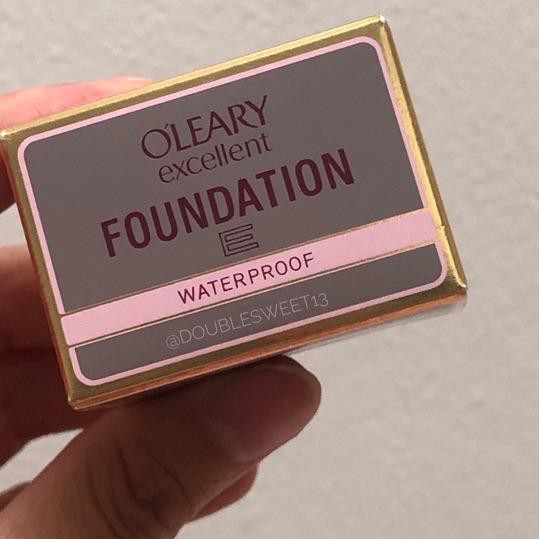 O'LEARY
excellent
FOUNDATION
E
WATERPROOF
@DOUBLESWEET13